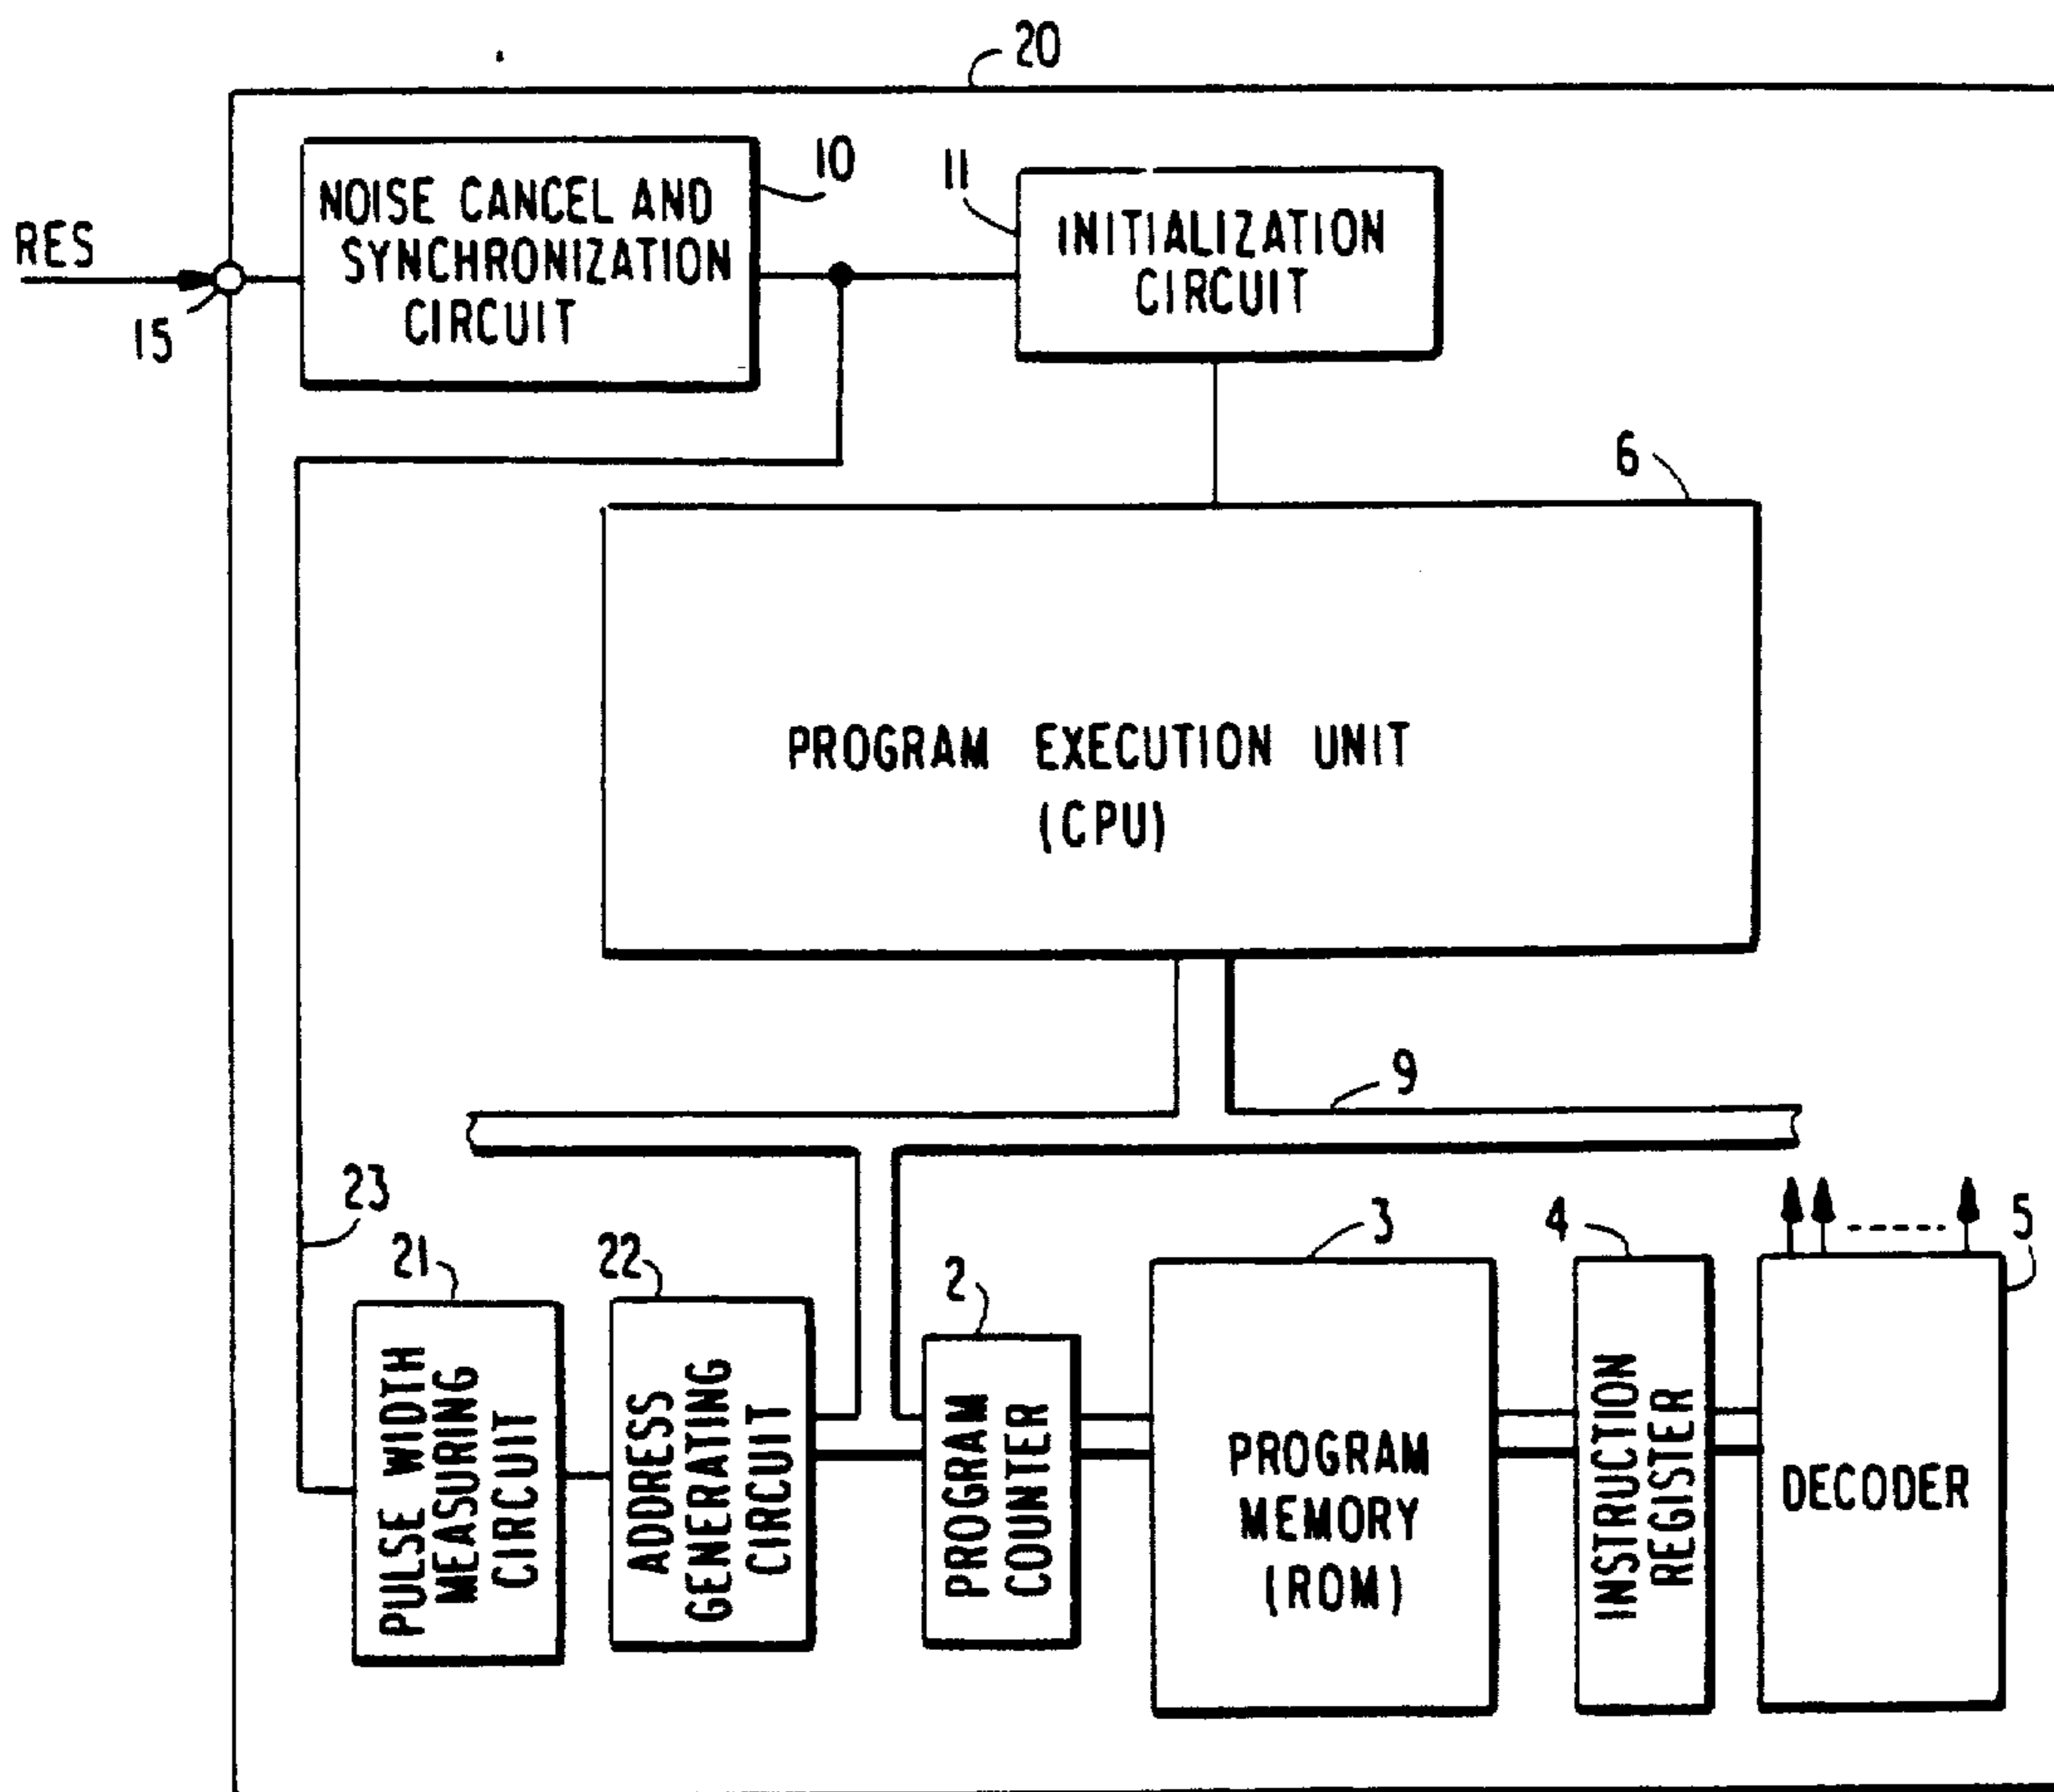 20
10
11
NOISE CANCEL AND
SYNCHRONIZATION
CIRCUIT
INITIALIZATION
CIRCUIT
RES
15
6
PROGRAM EXECUTION UNIT
(CPU)
9
23
21
22
2
3
4
5
PULSE WIDTH
MEASURING
CIRCUIT
ADDRESS
GENERATING
CIRCUIT
PROGRAM
COUNTER
PROGRAM
MEMORY
(ROM)
INSTRUCTION
REGISTER
DECODER